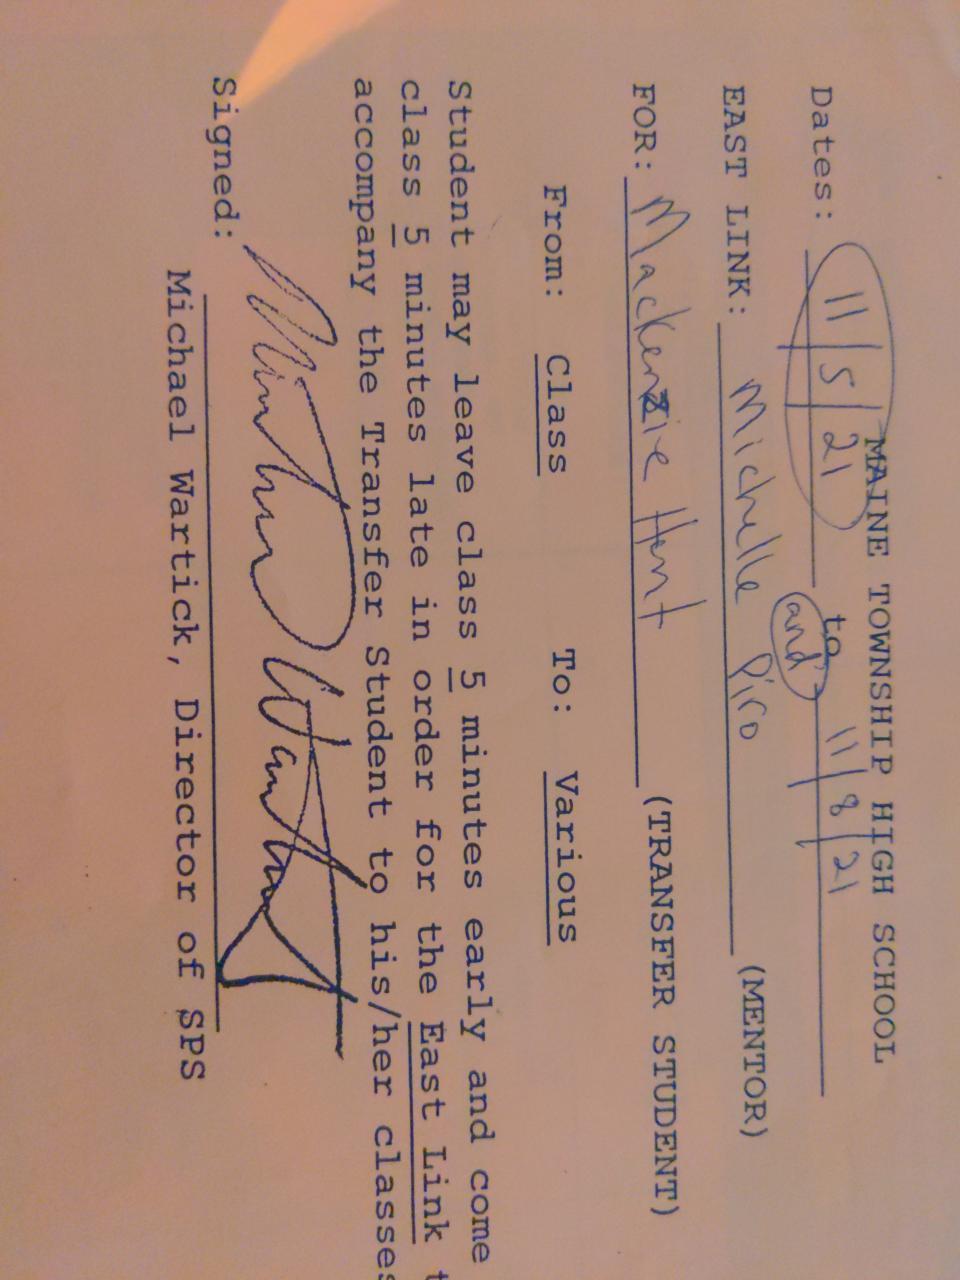 MAINE TOWNSHIP HIGH SCHOOL
Dates: 11/5/21 to and 11/8/21
EAST LINK: Michelle Pico (MENTOR)
FOR: Mackenzie Hent (TRANSFER STUDENT)
From: Class To: Various
Student may leave class 5 minutes early and come
class 5 minutes late in order for the East Link
accompany the Transfer Student to his/her classes
Signed:
Michael Wartick, Director of SPS